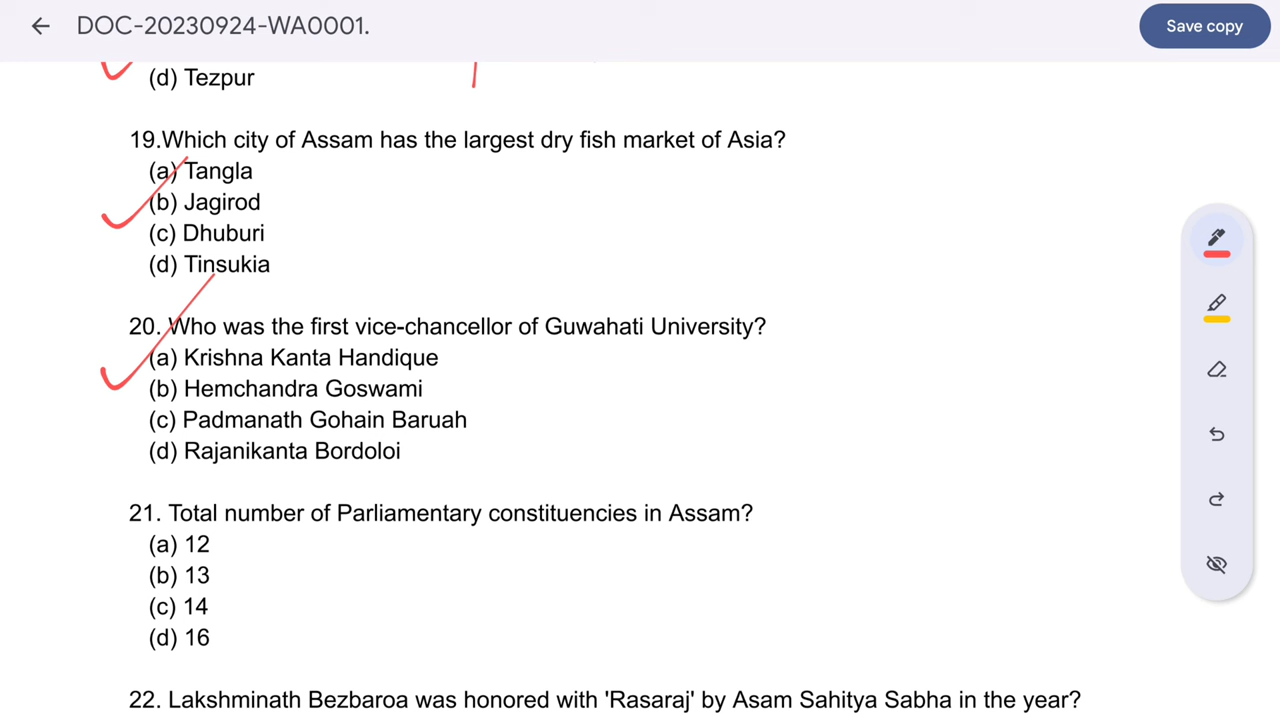 DOC-20230924-WA0001.
Save copy
(d) Tezpur
19.Which city of Assam has the largest dry fish market of Asia?
(a) Tangla
(b) Jagirod
(c) Dhuburi
(d) Tinsukia
20. Who was the first vice-chancellor of Guwahati University?
(a) Krishna Kanta Handique
(b) Hemchandra Goswami
(c) Padmanath Gohain Baruah
(d) Rajanikanta Bordoloi
21. Total number of Parliamentary constituencies in Assam?
(a) 12
(b) 13
(c) 14
(d) 16
22. Lakshminath Bezbaroa was honored with 'Rasaraj' by Asam Sahitya Sabha in the year?